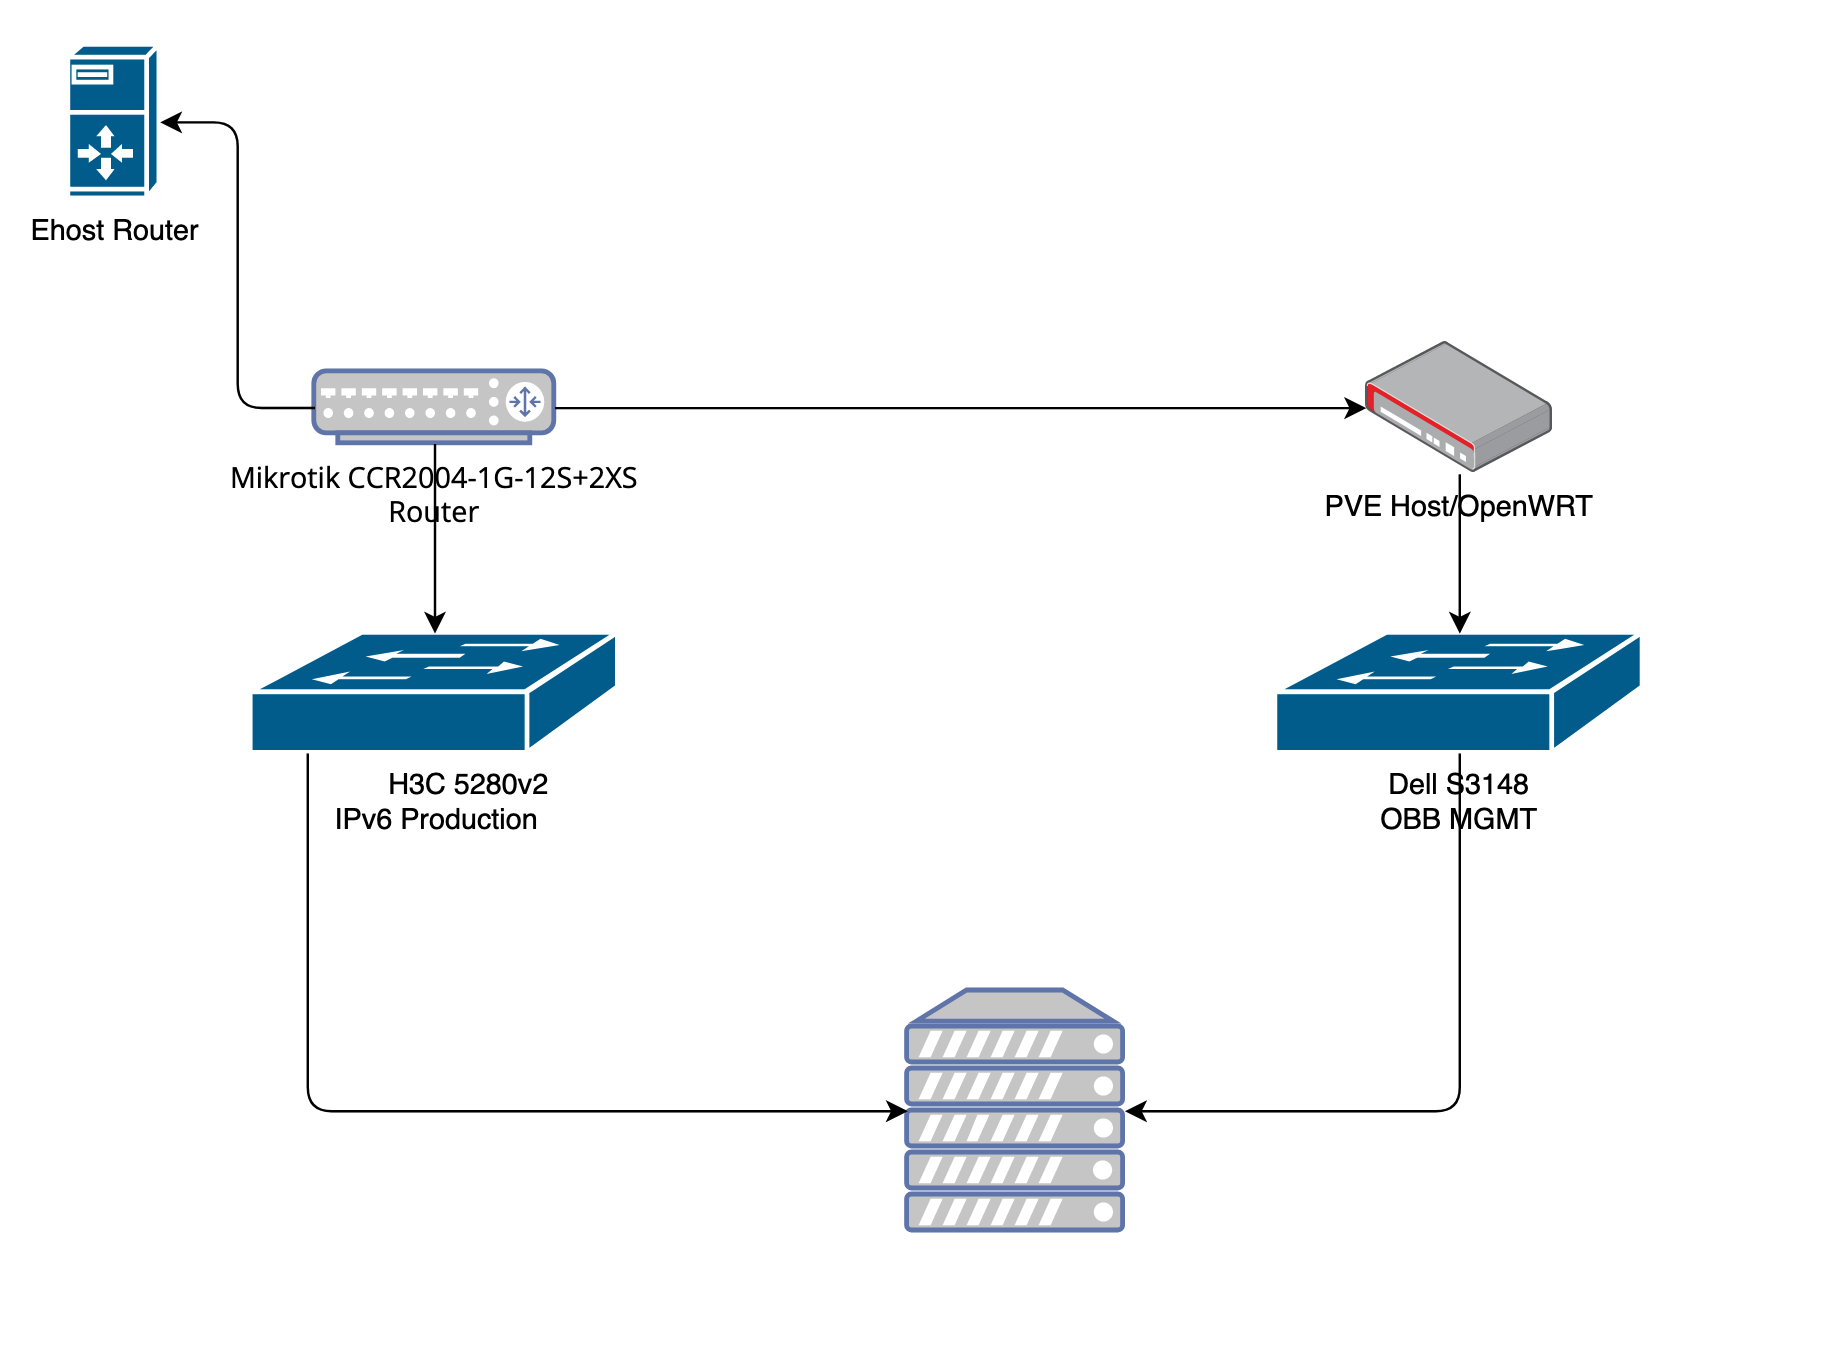 Ehost Router
Mikrotik CCR2004-1G-12S+2XS
Router
PVE Host/OpenWRT
H3C 5280v2
IPv6 Production
Dell S3148
OBB MGMT